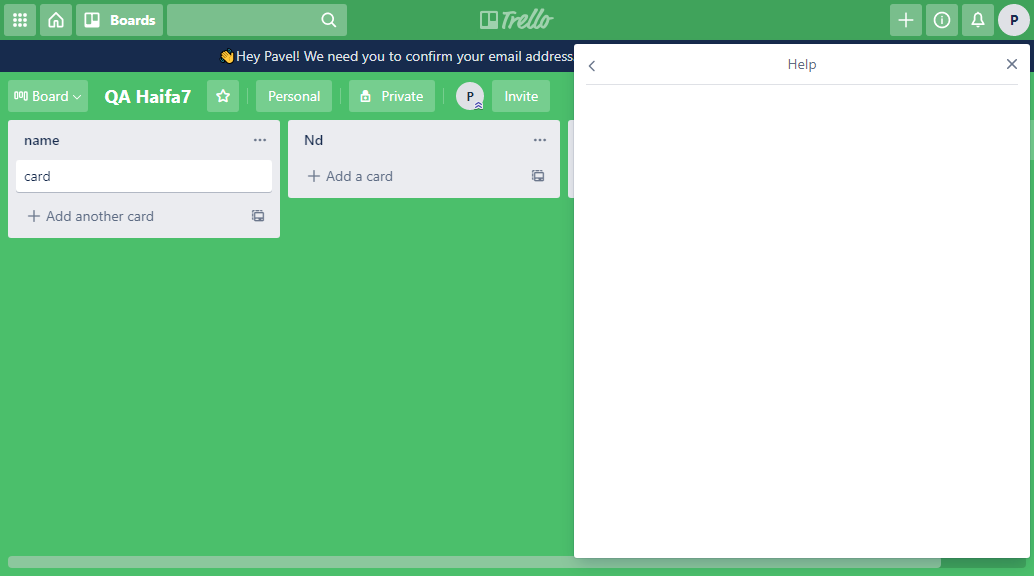 Boards
Trello
P
👋Hey Pavel! We need you to confirm your email address
Help
Board
QA Haifa7
Personal
Private
P
Invite
name
card
Add another card
Nd
Add a card